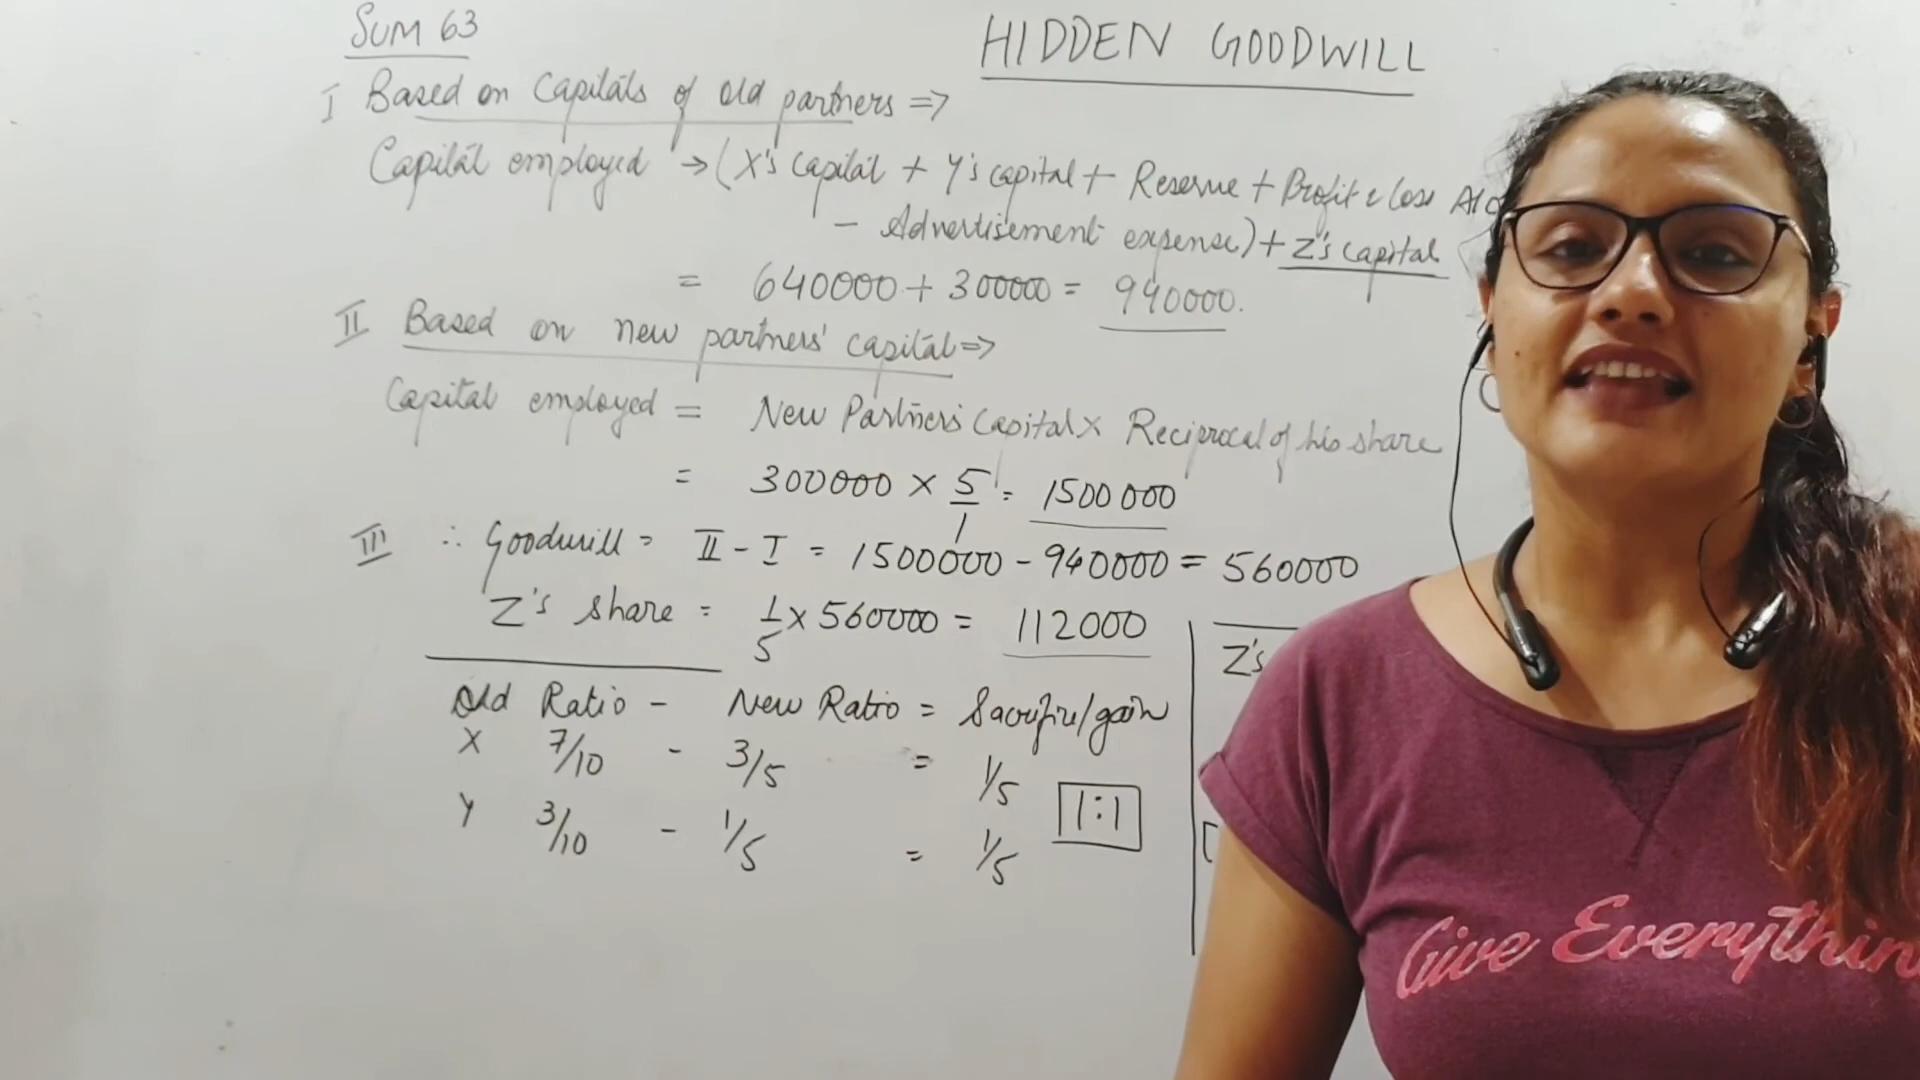 SUM 63
HIDDEN GOODWILL
I Based on Capitals of old partners ⇒
Capital employed → (X's capital + Y's capital + Reserve + Profit & loss A/c
- Advertisement expense) + Z's capital
= 640000 + 300000 = 940000.
II Based on new partners' capital ⇒
Capital employed = New Partners' Capital × Reciprocal of his share
= 300000 × 5/1 = 1500000
III ∴ Goodwill = II - I = 1500000 - 940000 = 560000
Z's share = 1/5 × 560000 = 112000
Z's
Old Ratio - New Ratio = Sacrifice/gain
X 7/10 - 3/5 = 1/5
1:1
Y 3/10 - 1/5 = 1/5
Give Everythin